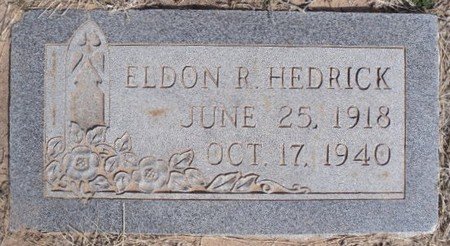 ELDON R. HEDRICK
JUNE 25, 1918
OCT. 17, 1940